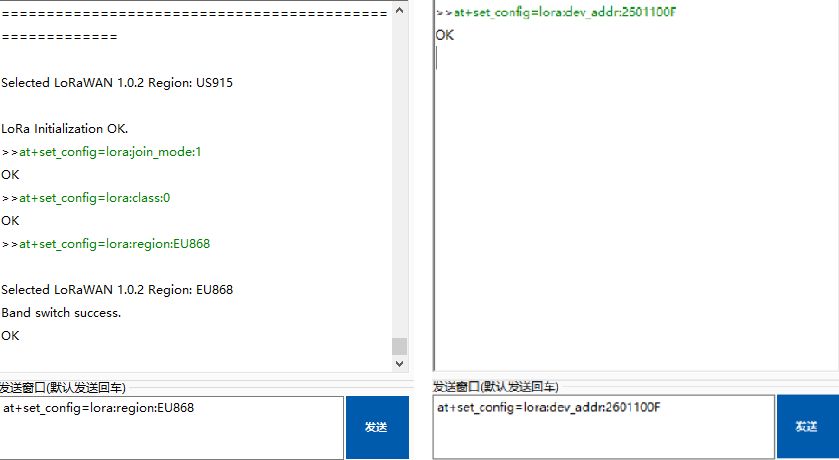 ===========================================
=============
Selected LoRaWAN 1.0.2 Region: US915
LoRa Initialization OK.
>>at+set_config=lora:join_mode:1
OK
>>at+set_config=lora:class:0
OK
>>at+set_config=lora:region:EU868
Selected LoRaWAN 1.0.2 Region: EU868
Band switch success.
OK
发送窗口(默认发送回车)
at+set_config=lora:region:EU868
发送
>>at+set_config=lora:dev_addr:2601100F
OK
发送窗口(默认发送回车)
at+set_config=lora:dev_addr:2601100F
发送